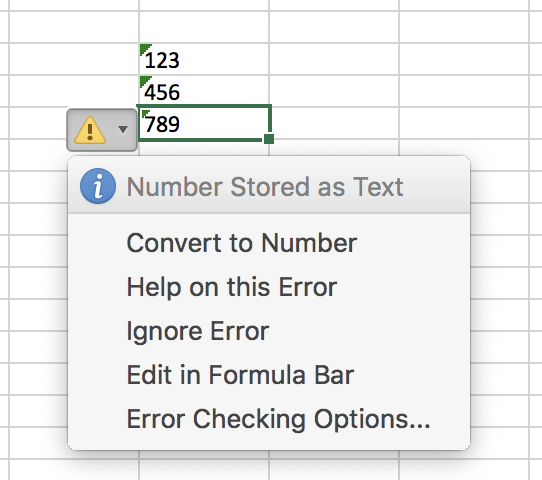 123
456
789
Number Stored as Text
Convert to Number
Help on this Error
Ignore Error
Edit in Formula Bar
Error Checking Options...